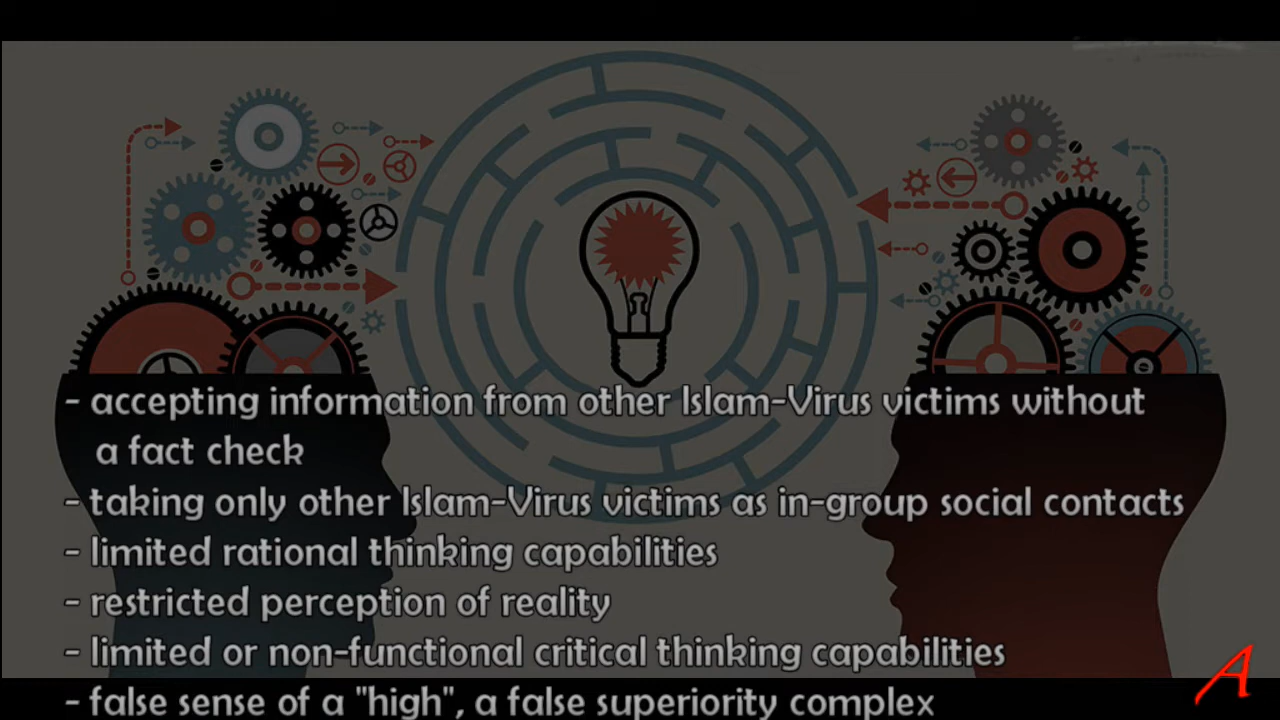 - accepting information from other Islam-Virus victims without
a fact check
- taking only other Islam-Virus victims as in-group social contacts
- limited rational thinking capabilities
- restricted perception of reality
- limited or non-functional critical thinking capabilities
- false sense of a "high", a false superiority complex
A